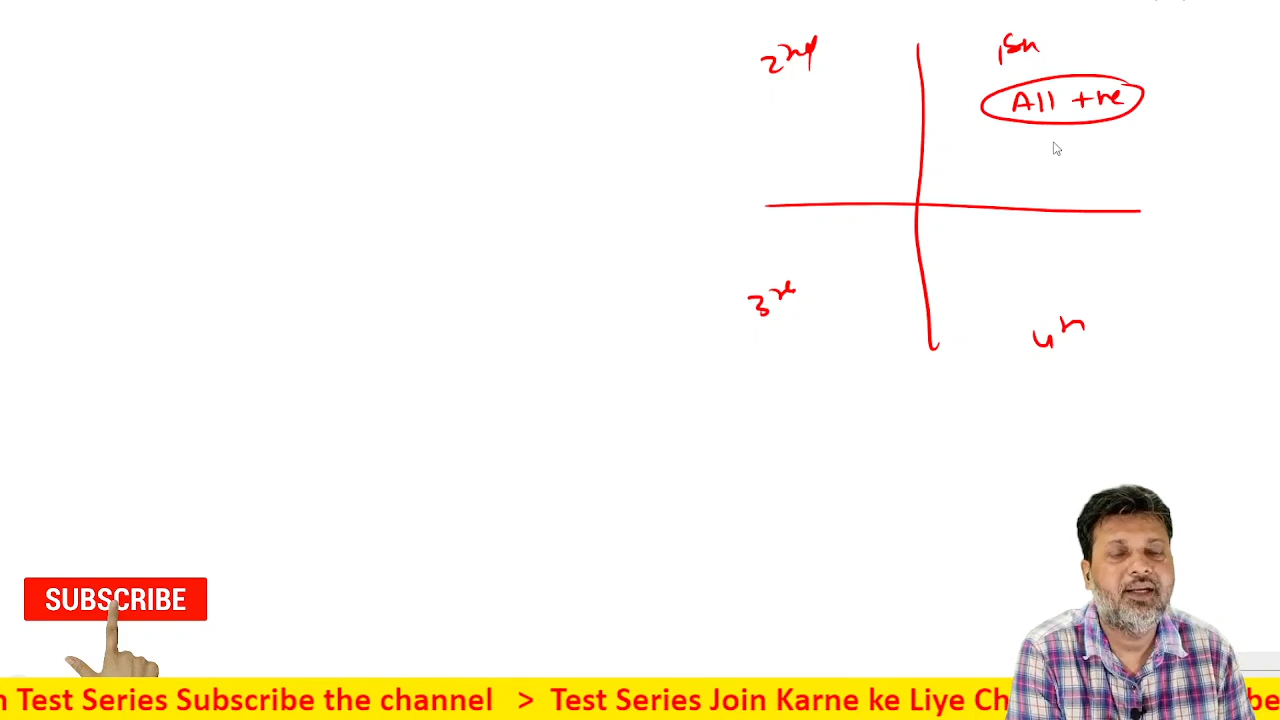 2nd
1st
All +ve
3rd
4th
SUBSCRIBE
n Test Series Subscribe the channel > Test Series Join Karne ke Liye Ch be